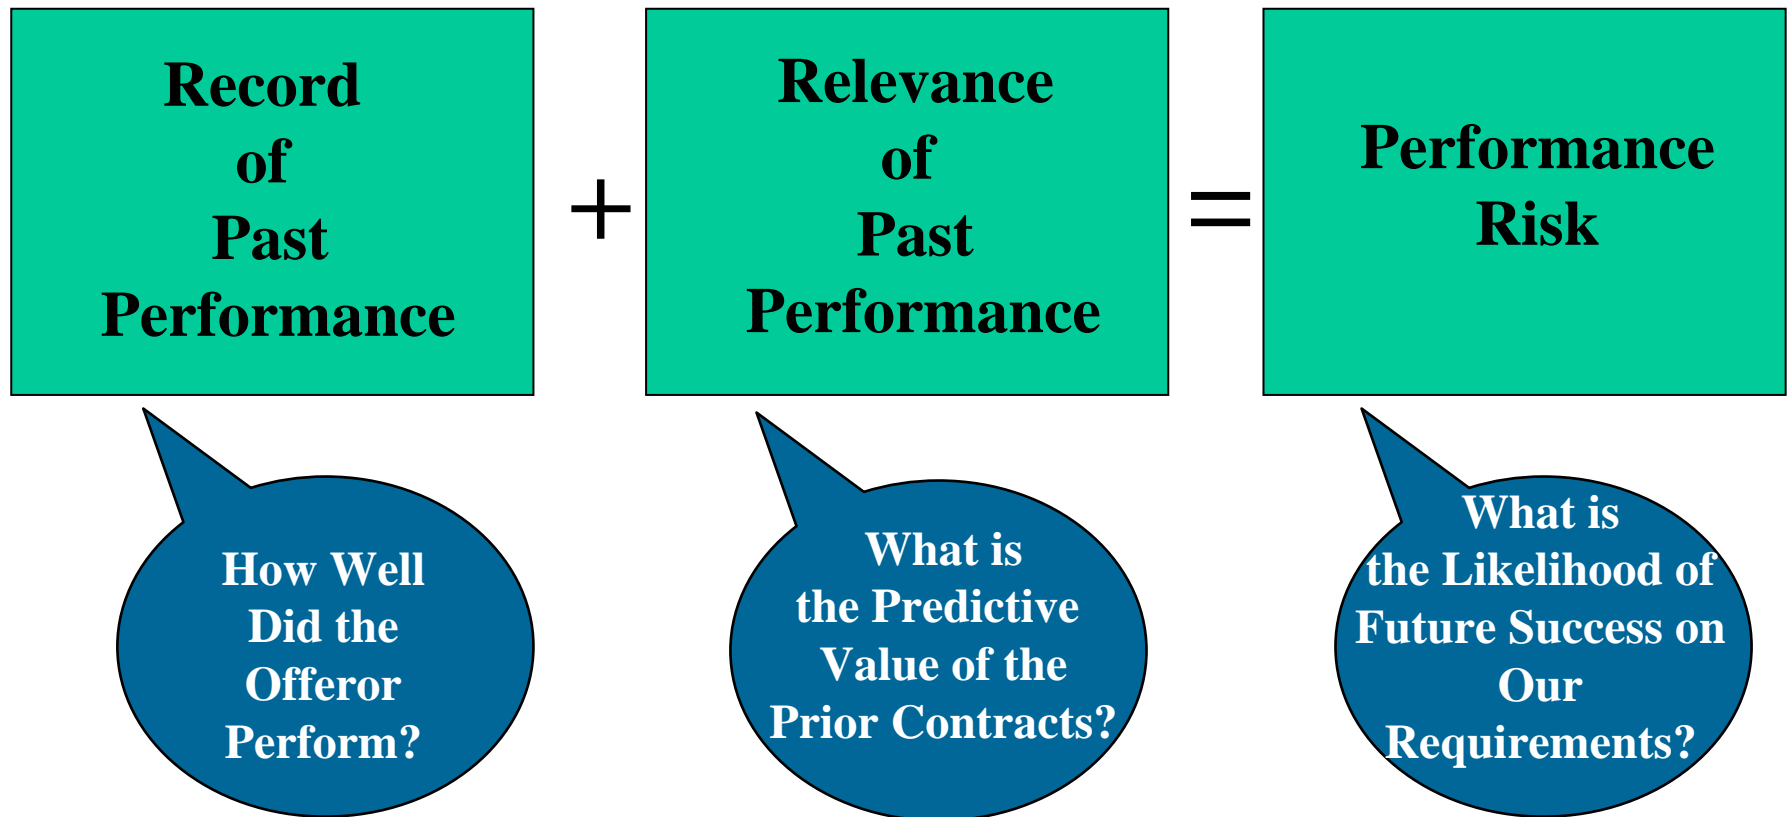 Record
of
Past
Performance
+
Relevance
of
Past
Performance
=
Performance
Risk
How Well
Did the
Offeror
Perform?
What is
the Predictive
Value of the
Prior Contracts?
What is
the Likelihood of
Future Success on
Our
Requirements?